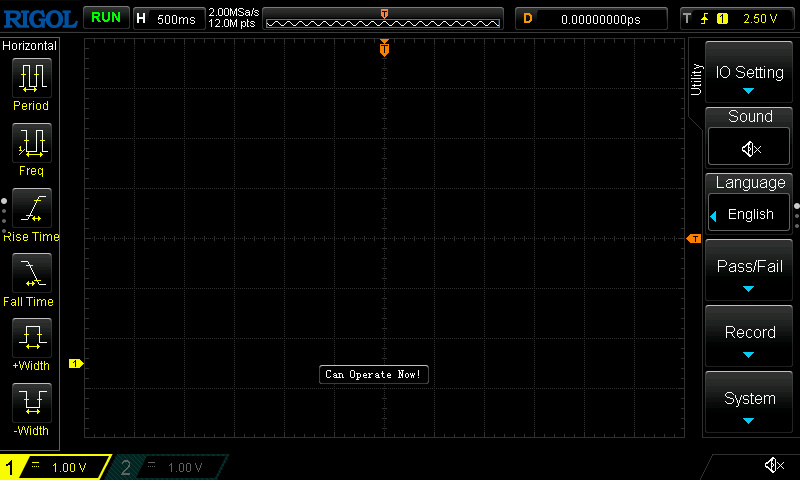 RIGOL
RUN
H 500ms
2.00MSa/s
12.0M pts
T
D 0.00000000ps
T 1 2.50 V
Horizontal
Period
Freq
Rise Time
Fall Time
+Width
-Width
T
T
1
Can Operate Now!
Utility
IO Setting
Sound
Language
English
Pass/Fail
Record
System
1 1.00 V
2 1.00 V